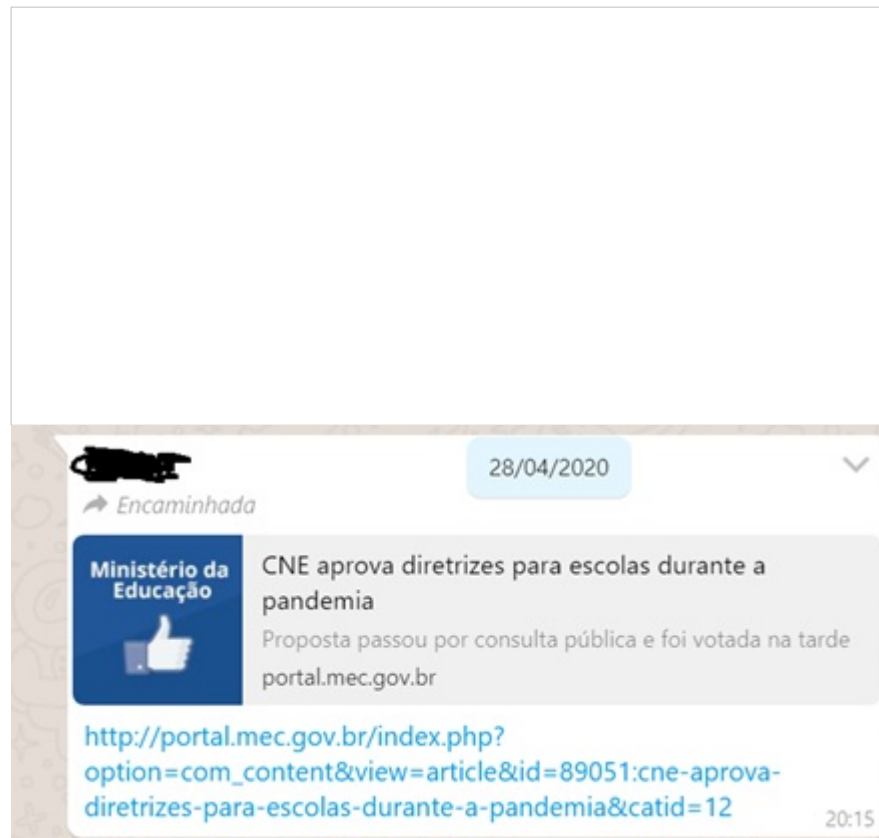 28/04/2020
Encaminhada
Ministério da
Educação
CNE aprova diretrizes para escolas durante a
pandemia
Proposta passou por consulta pública e foi votada na tarde
portal.mec.gov.br
http://portal.mec.gov.br/index.php?
option=com_content&view=article&id=89051:cne-aprova-
diretrizes-para-escolas-durante-a-pandemia&catid=12
20:15